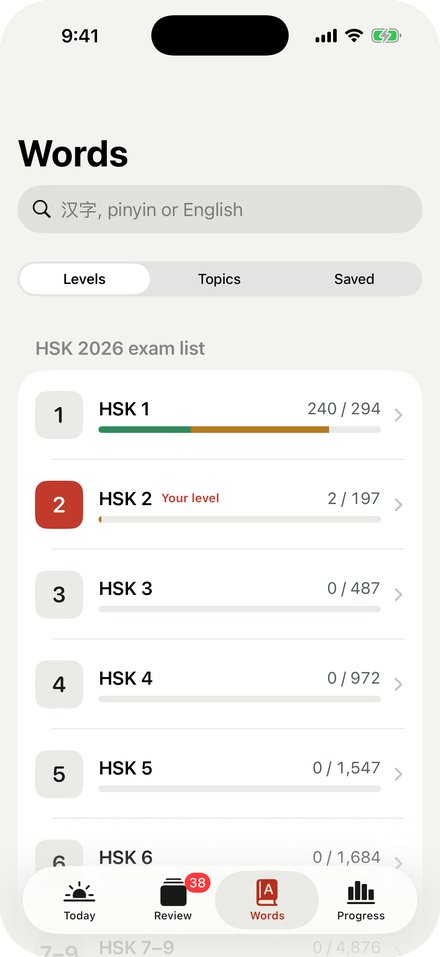 9:41
Words
汉字, pinyin or English
Levels Topics Saved
HSK 2026 exam list
1 HSK 1 240 / 294
2 HSK 2 Your level 2 / 197
3 HSK 3 0 / 487
4 HSK 4 0 / 972
5 HSK 5 0 / 1,547
6 HSK 6 0 / 1,684
38
A
Today Review Words Progress
7–9 HSK 7–9 0 / 4,876